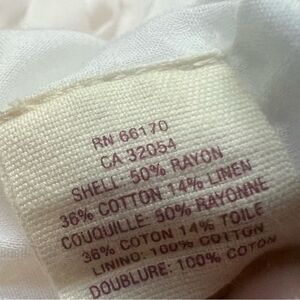 RN 66170
CA 32054
SHELL: 50% RAYON
36% COTTON 14% LINEN
COUQUILLE: 50% RAYONNE
36% COTON 14% TOILE
LINING: 100% COTTON
DOUBLURE: 100% COTON